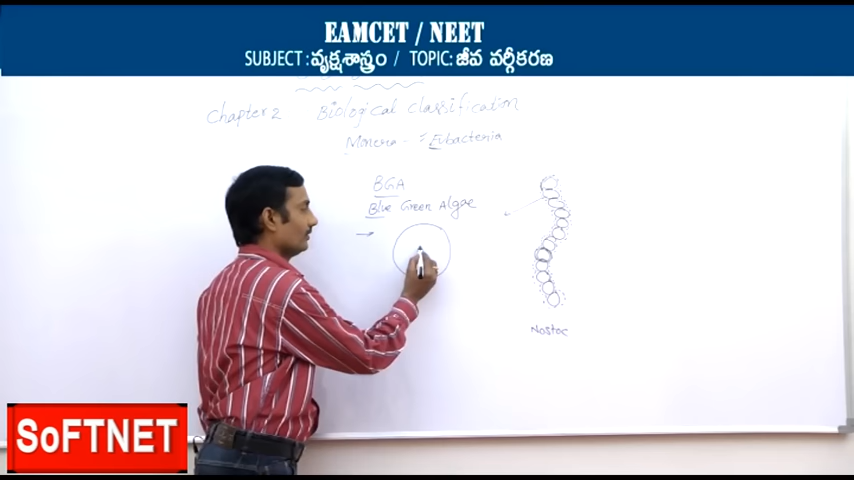 EAMCET / NEET
SUBJECT : వృక్షశాస్త్రం / TOPIC: జీవ వర్గీకరణ
Chapter 2 Biological classification
Monera - = Eubacteria
BGA
Blue Green Algae
Nostoc
SoFTNET